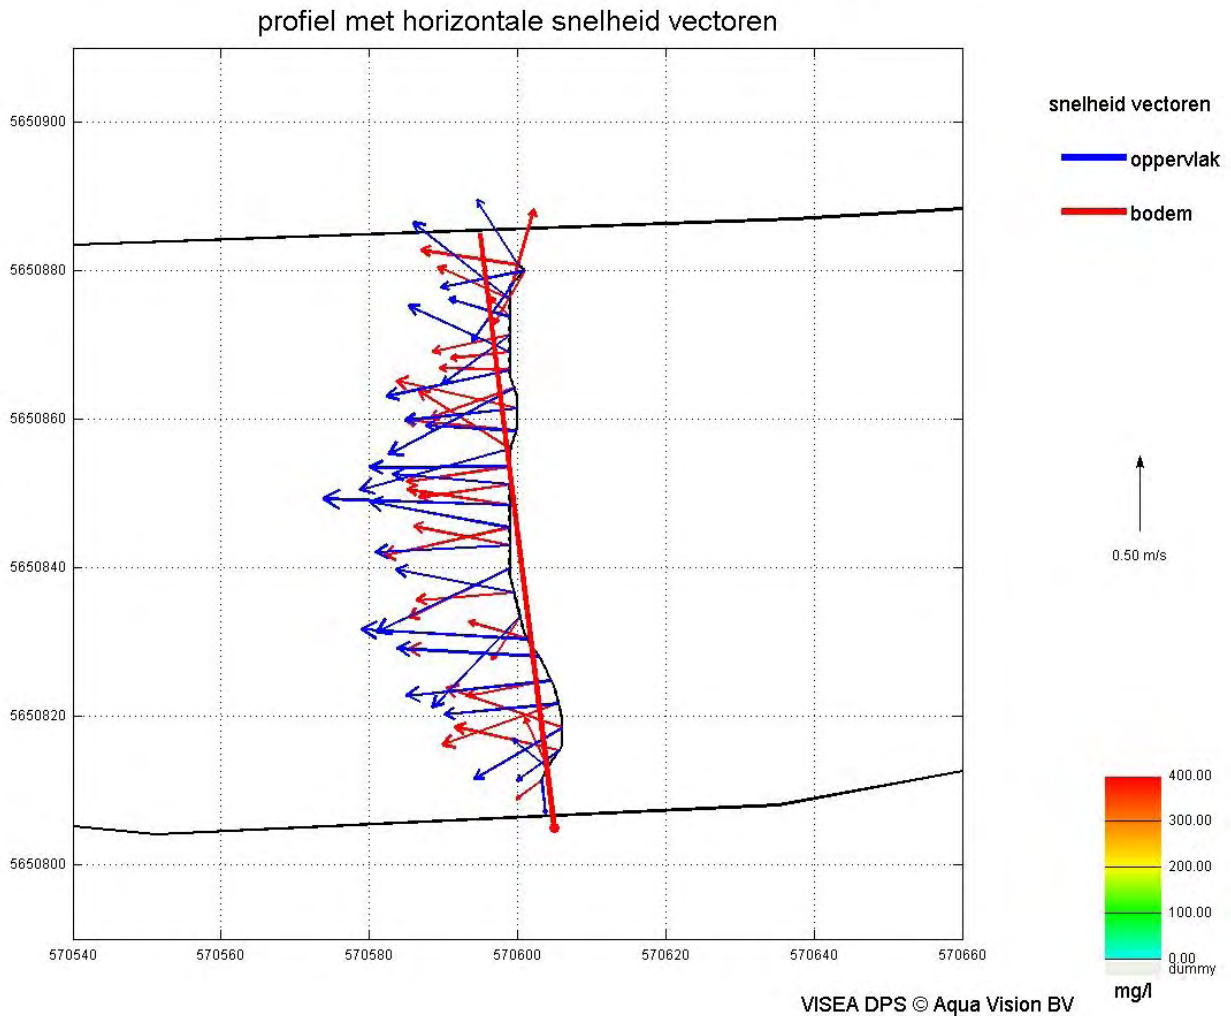 profiel met horizontale snelheid vectoren
snelheid vectoren
oppervlak
bodem
5650900
5650880
5650860
5650840
5650820
5650800
0.50 m/s
570540
570560
570580
570600
570620
570640
570660
400.00
300.00
200.00
100.00
0.00
dummy
mg/l
VISEA DPS © Aqua Vision BV